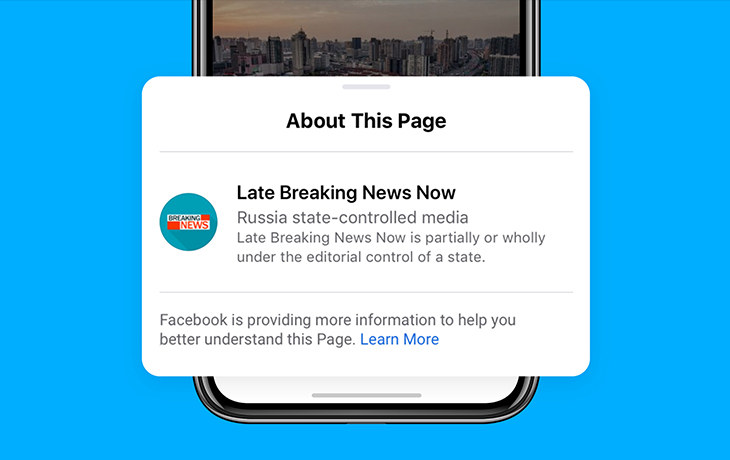 About This Page
BREAKING
NEWS
Late Breaking News Now
Russia state-controlled media
Late Breaking News Now is partially or wholly
under the editorial control of a state.
Facebook is providing more information to help you
better understand this Page. Learn More